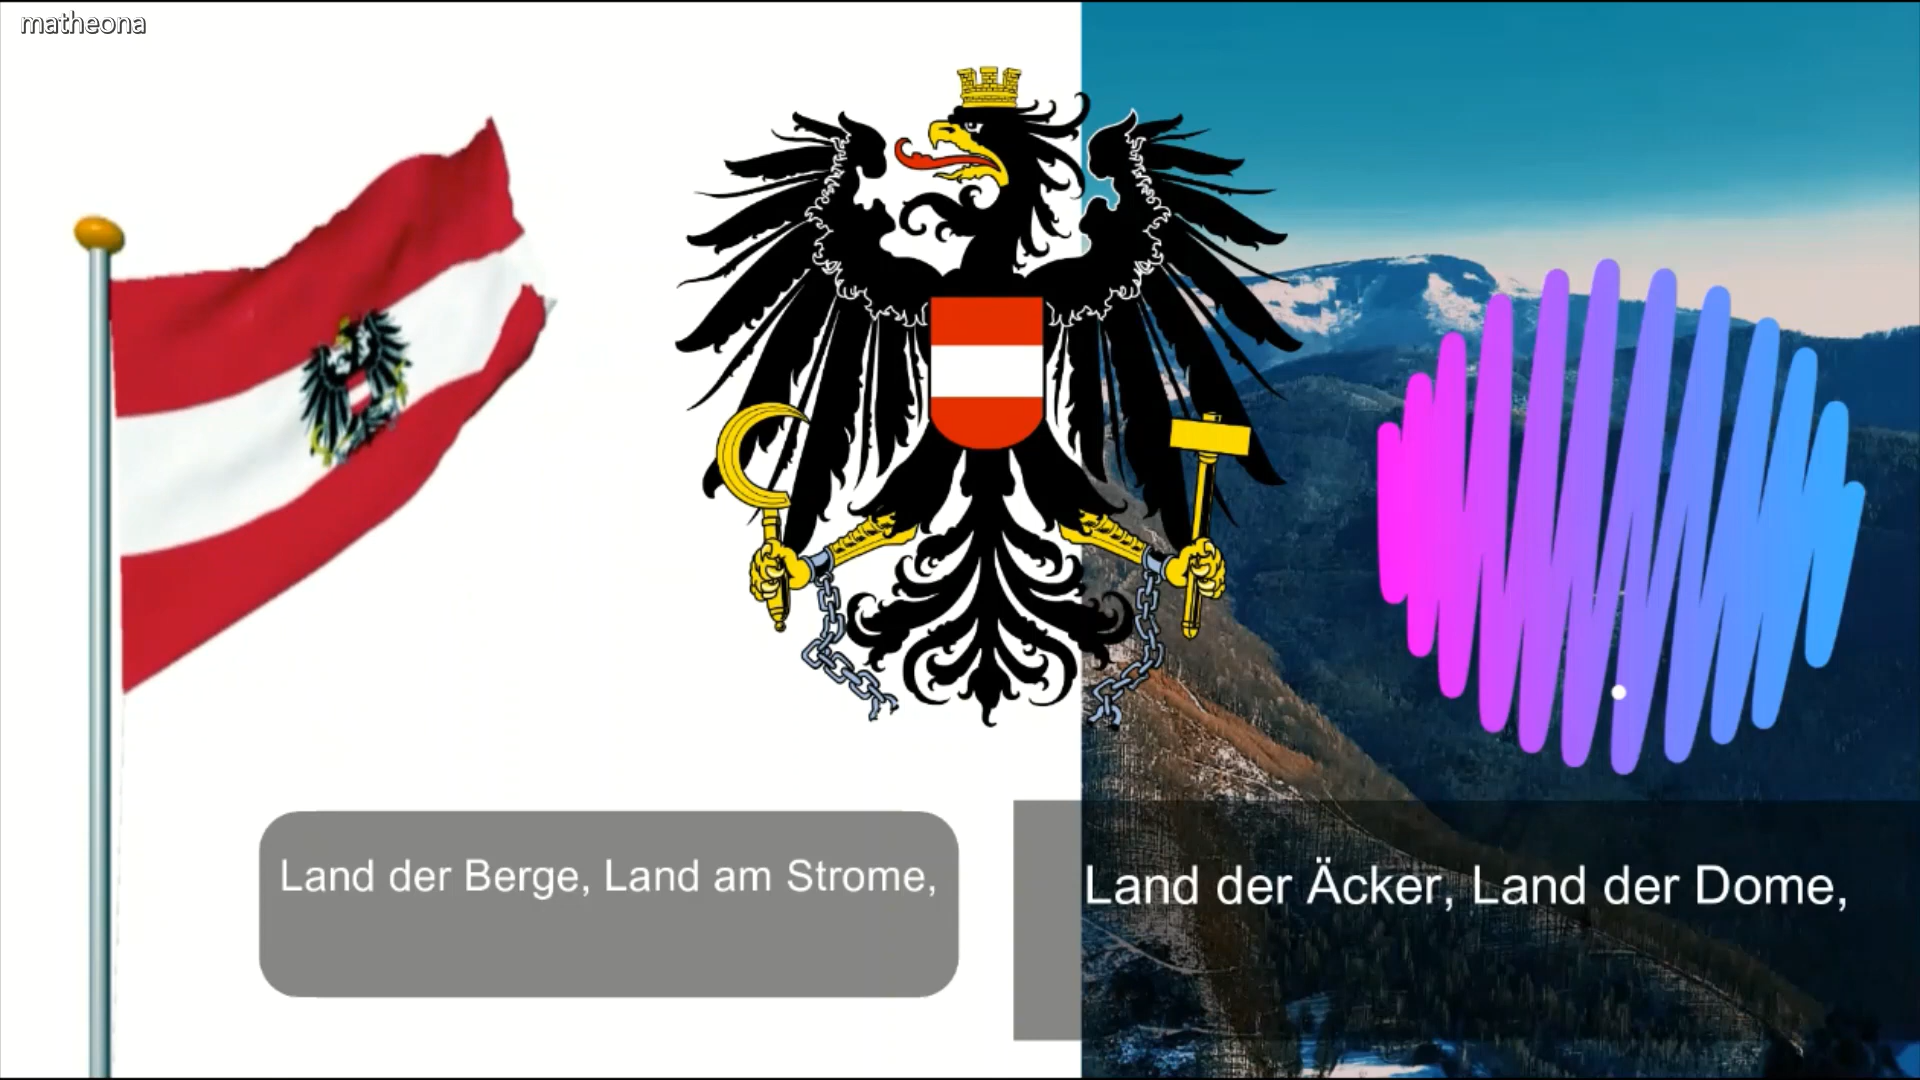 matheona
Land der Berge, Land am Strome,
Land der Äcker, Land der Dome,